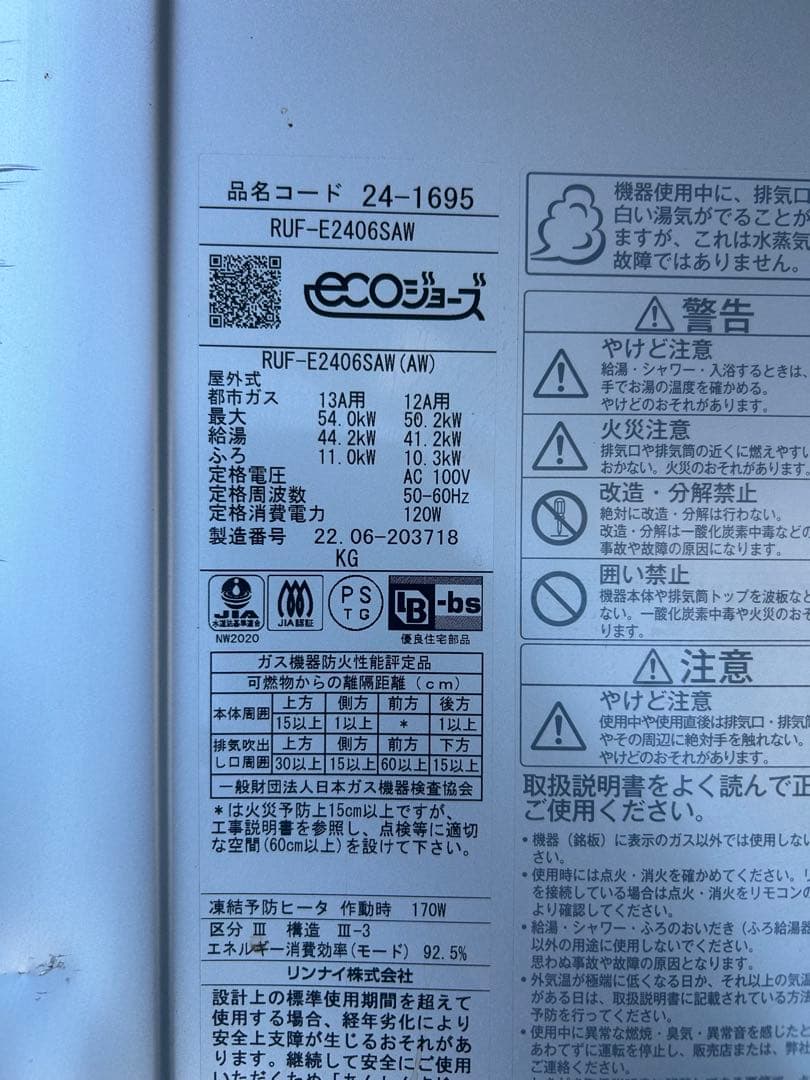 品名コード 24-1695
RUF-E2406SAW
ecoジョーズ
RUF-E2406SAW(AW)
屋外式
都市ガス 13A用 12A用
最大 54.0kW 50.2kW
給湯 44.2kW 41.2kW
ふろ 11.0kW 10.3kW
定格電圧 AC 100V
定格周波数 50-60Hz
定格消費電力 120W
製造番号 22.06-203718
KG
JIA
水道法基準適合
NW2020
JIA認証
PS
TG
BL-bs
優良住宅部品
ガス機器防火性能評定品
可燃物からの離隔距離(cm)
本体周囲 上方 側方 前方 後方
15以上 1以上 * 1以上
排気吹出し口周囲 上方 側方 前方 下方
30以上 15以上 60以上 15以上
一般財団法人日本ガス機器検査協会
*は火災予防上15cm以上ですが、
工事説明書を参照し、点検等に適切
な空間(60cm以上)を設けて下さい。
凍結予防ヒータ 作動時 170W
区分 Ⅲ 構造 Ⅲ-3
エネルギー消費効率(モード) 92.5%
リンナイ株式会社
設計上の標準使用期間を超えて
使用する場合、経年劣化により
安全上支障が生じるおそれがあ
ります。継続して安全にご使用
機器使用中に、排気口
白い湯気がでることが
ますが、これは水蒸気
故障ではありません。
警告
やけど注意
給湯・シャワー・入浴するときは、
手でお湯の温度を確かめる。
やけどのおそれがあります。
火災注意
排気口や排気筒の近くに燃えやすい
おかない。火災のおそれがあります。
改造・分解禁止
絶対に改造・分解は行わない。
改造・分解は一酸化炭素中毒などの
事故や故障の原因になります。
囲い禁止
機器本体や排気筒トップを波板など
ない。一酸化炭素中毒や火災のおそ
ります。
注意
やけど注意
使用中や使用直後は排気口・排気筒
やその周辺に絶対手を触れない。
やけどのおそれがあります。
取扱説明書をよく読んで正
ご使用ください。
・機器(銘板)に表示のガス以外では使用しない
さい。
・使用時には点火・消火を確かめてください。リ
を接続している場合は点火・消火をリモコンの
より確認してください。
・給湯・シャワー・ふろのおいだき(ふろ給湯器
以外の用途に使用しないでください。
思わぬ事故や故障の原因となります。
・外気温が極端に低くなる日か、それ以上の気温
がある日は、取扱説明書に記載されている方法
予防を行ってください。
・使用中に異常な燃焼・臭気・異常音を感じたと
あわてずに運転を停止し、販売店または、弊社
ご連絡ください。